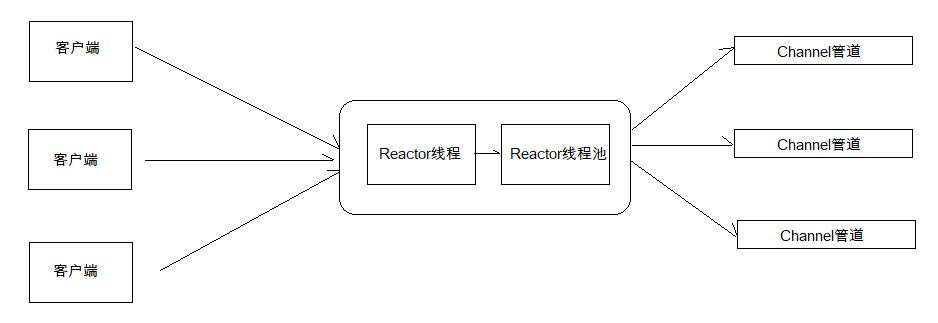 客户端
Channel管道
客户端
Reactor线程
Reactor线程池
Channel管道
客户端
Channel管道